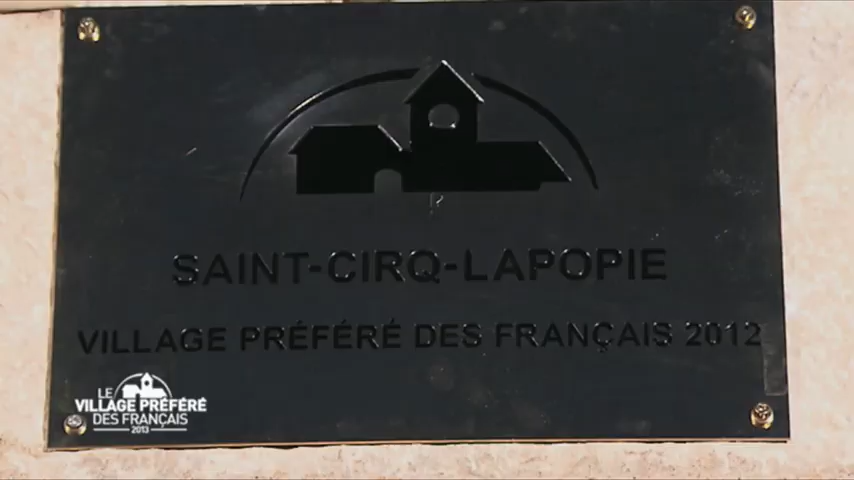 SAINT-CIRQ-LAPOPIE
VILLAGE PRÉFÉRÉ DES FRANÇAIS 2012
LE
VILLAGE PRÉFÉRÉ
DES FRANÇAIS
2013